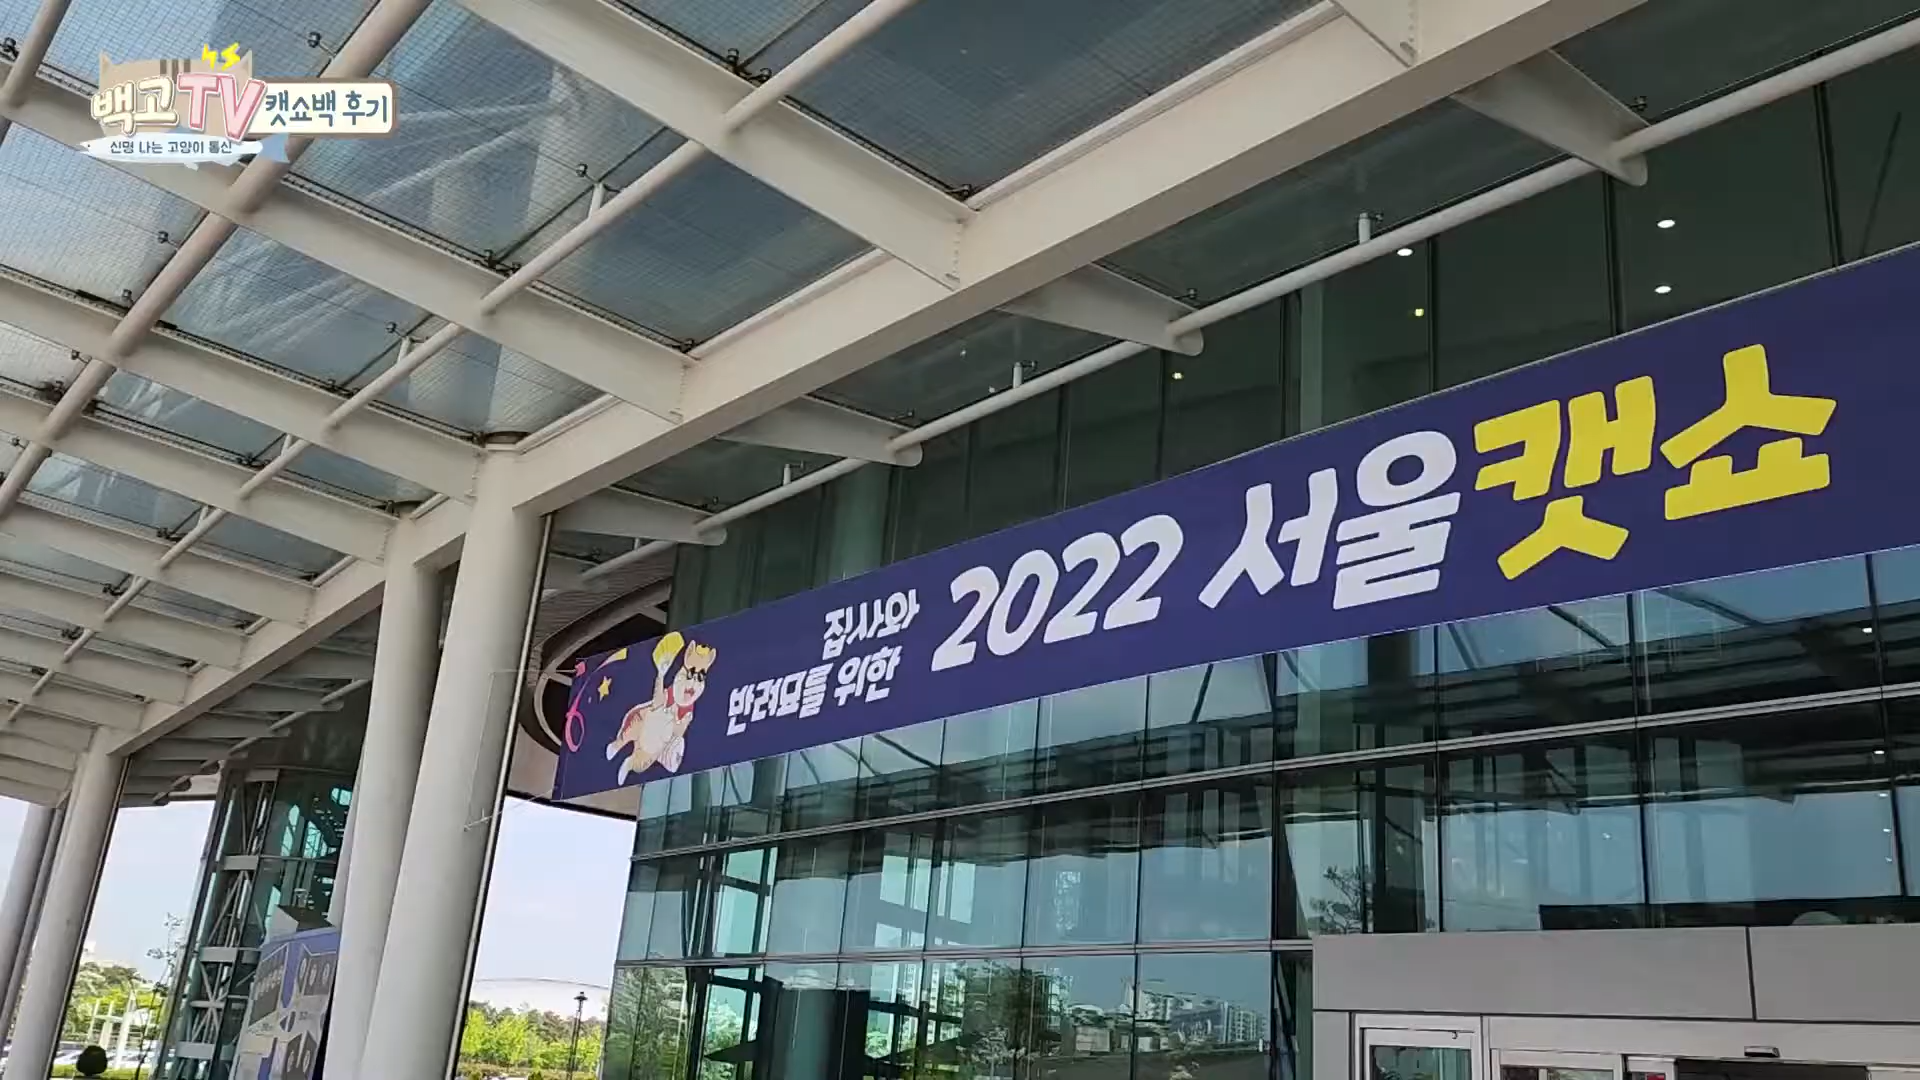 백고TV
캣쇼백 후기
신명 나는 고양이 통신
집사와
반려묘를 위한
2022 서울캣쇼